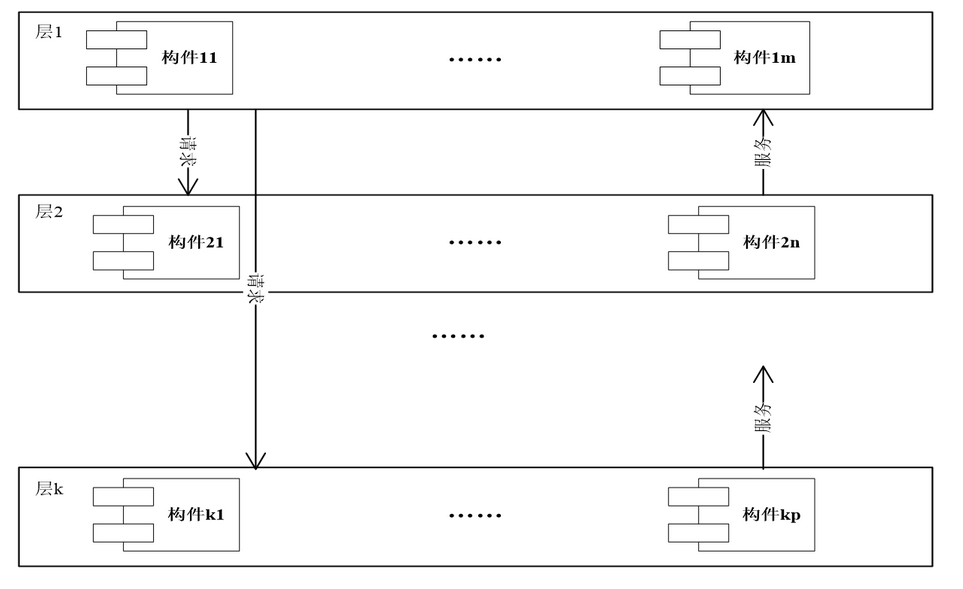 层1
构件11
……
构件1m
请求
服务
层2
构件21
……
构件2n
请求
……
服务
层k
构件k1
……
构件kp